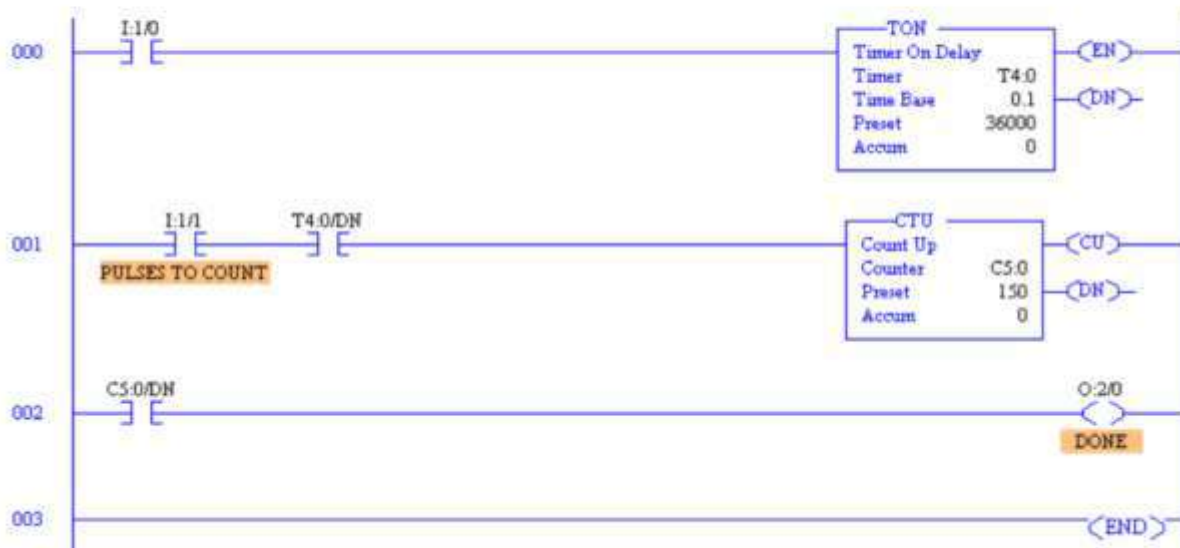 I:1/0
000
TON
Timer On Delay
Timer T4:0
Time Base 0.1
Preset 36000
Accum 0
EN
DN
I:1/1
T4:0/DN
001
PULSES TO COUNT
CTU
Count Up
Counter C5:0
Preset 150
Accum 0
CU
DN
C5:0/DN
002
O:2/0
DONE
003
END